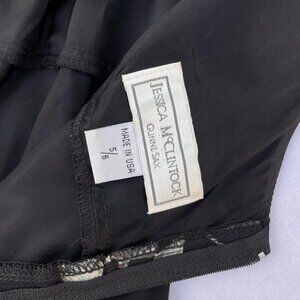 JESSICA MCCLINTOCK
GUNNE SAX
MADE IN USA
5/6